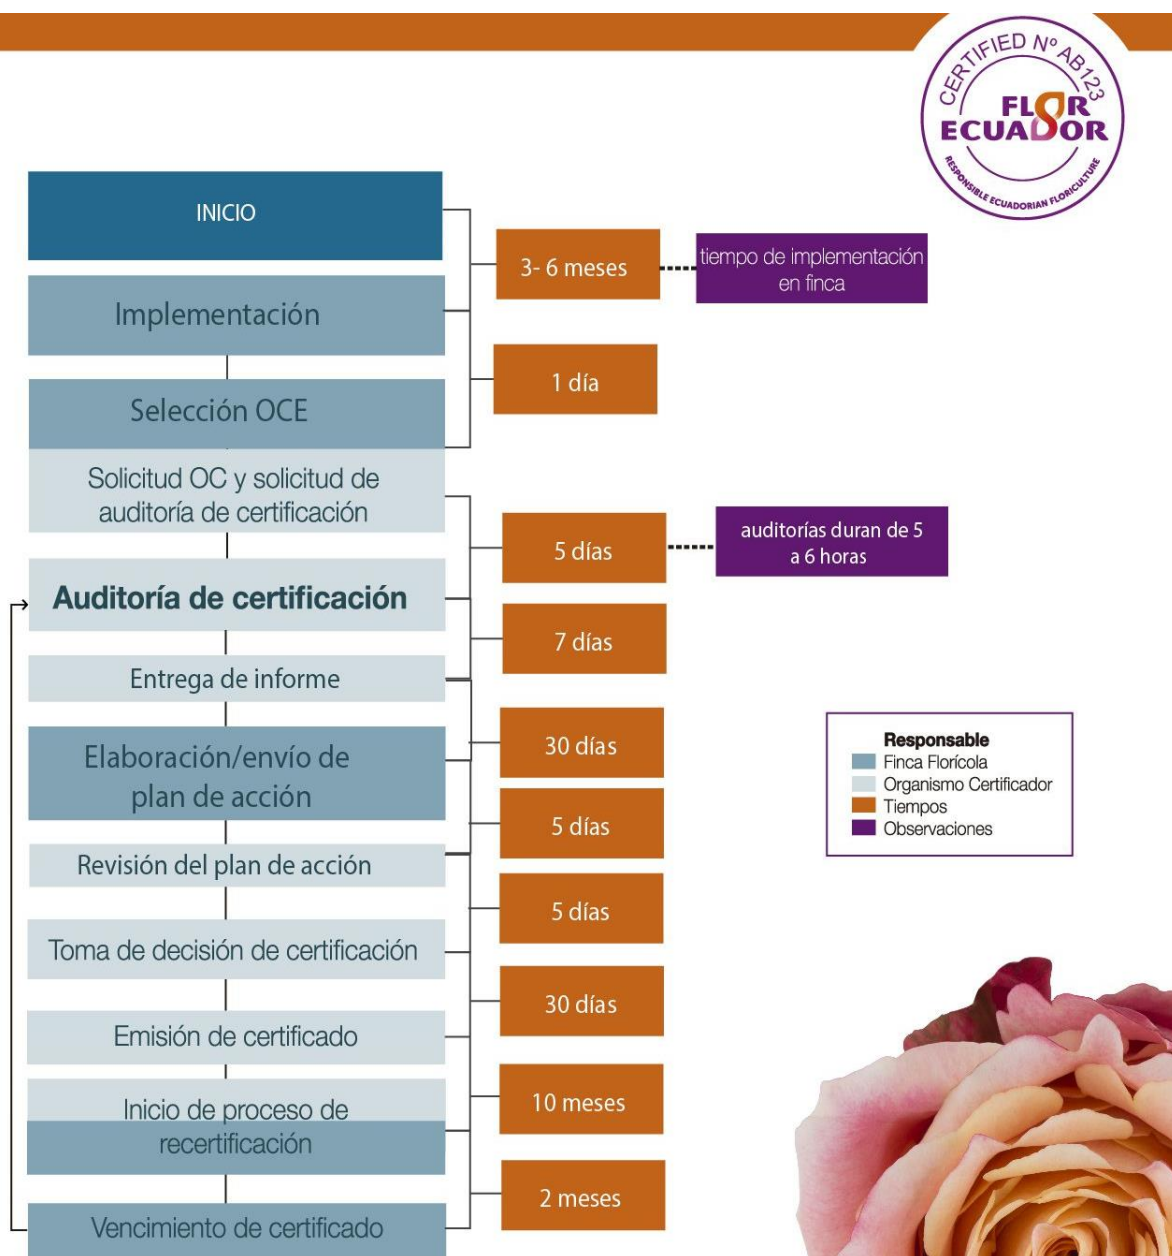 CERTIFIED Nº AB123
FLOR
ECUADOR
RESPONSIBLE ECUADORIAN FLORICULTURE
INICIO
3- 6 meses
tiempo de implementación
en finca
Implementación
1 día
Selección OCE
Solicitud OC y solicitud de
auditoría de certificación
5 días
auditorías duran de 5
a 6 horas
Auditoría de certificación
7 días
Entrega de informe
30 días
Elaboración/envío de
plan de acción
5 días
Revisión del plan de acción
5 días
Toma de decisión de certificación
30 días
Emisión de certificado
10 meses
Inicio de proceso de
recertificación
2 meses
Vencimiento de certificado
Responsable
Finca Florícola
Organismo Certificador
Tiempos
Observaciones